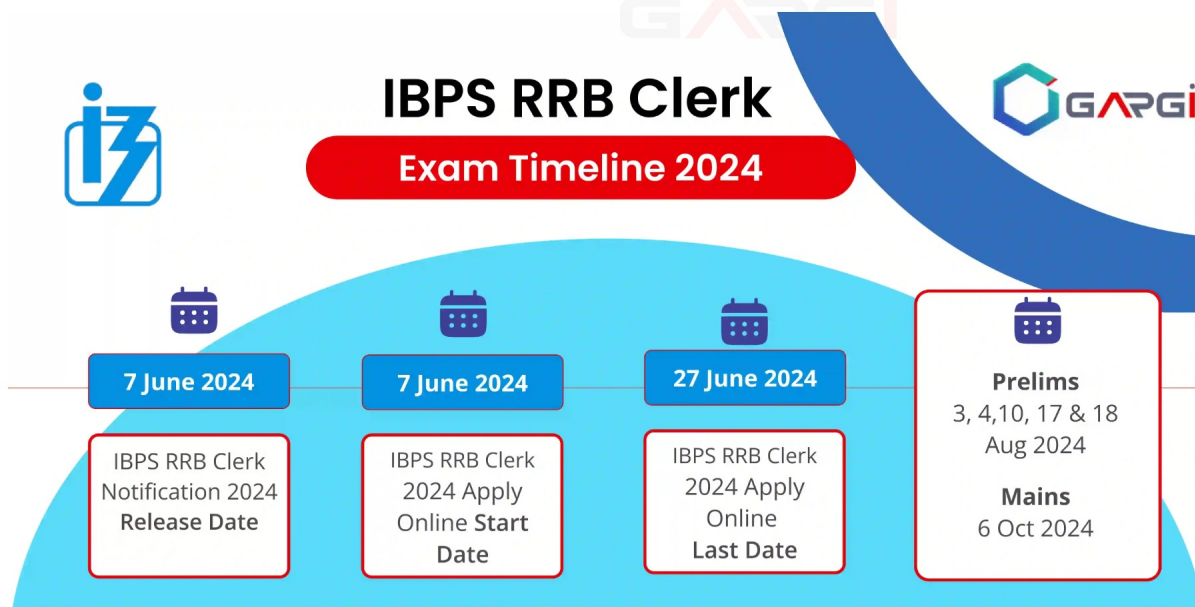 GARGI
IBPS RRB Clerk
Exam Timeline 2024
GARGI
7 June 2024
IBPS RRB Clerk
Notification 2024
Release Date
7 June 2024
IBPS RRB Clerk
2024 Apply
Online Start
Date
27 June 2024
IBPS RRB Clerk
2024 Apply
Online
Last Date
Prelims
3, 4,10, 17 & 18
Aug 2024
Mains
6 Oct 2024